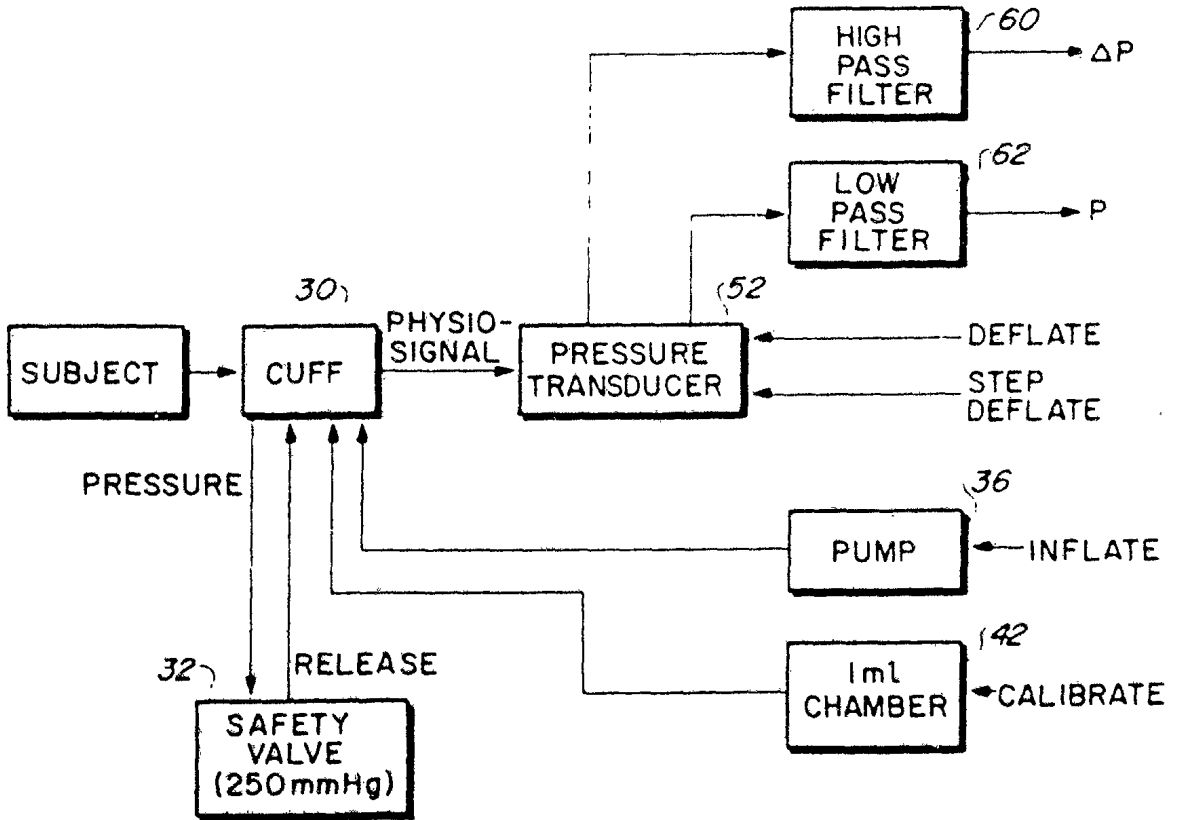 60
HIGH
PASS
FILTER
ΔP
62
LOW
PASS
FILTER
P
30
52
PHYSIO-
SIGNAL
SUBJECT
CUFF
PRESSURE
TRANSDUCER
DEFLATE
STEP
DEFLATE
PRESSURE
36
PUMP
INFLATE
42
1ml
CHAMBER
CALIBRATE
32
RELEASE
SAFETY
VALVE
(250mmHg)